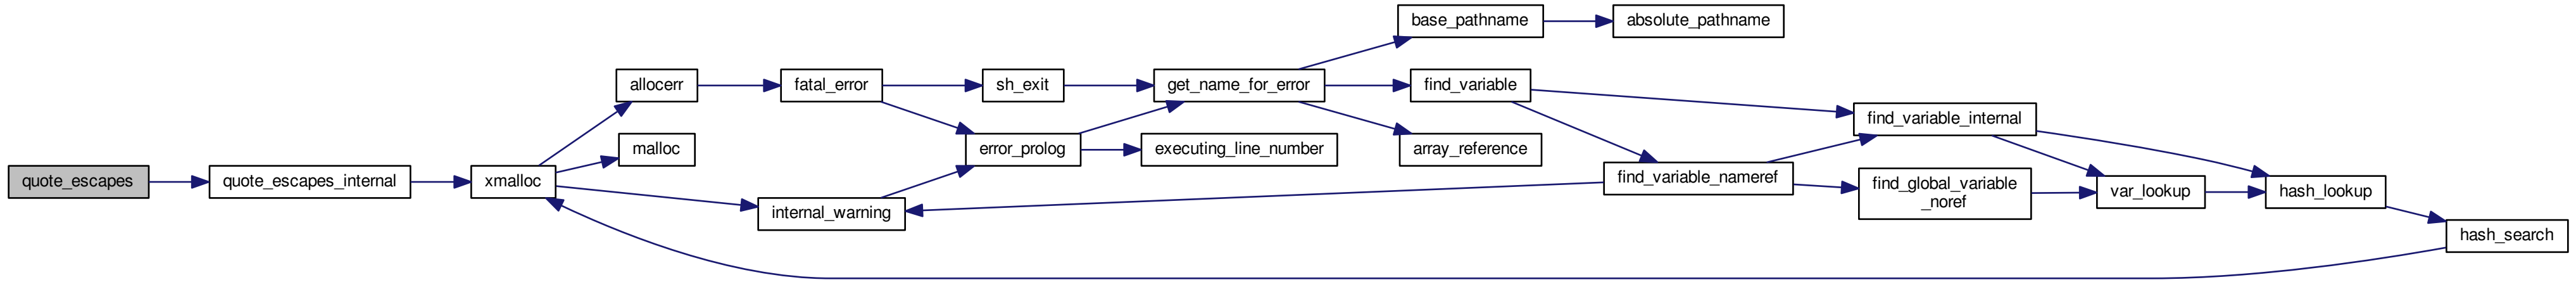 quote_escapes
quote_escapes_internal
xmalloc
allocerr
malloc
internal_warning
fatal_error
sh_exit
error_prolog
get_name_for_error
executing_line_number
base_pathname
absolute_pathname
find_variable
array_reference
find_variable_nameref
find_variable_internal
find_global_variable
_noref
var_lookup
hash_lookup
hash_search